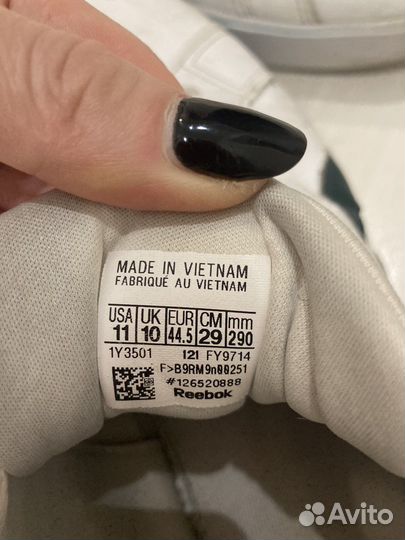 MADE IN VIETNAM
FABRIQUÉ AU VIETNAM
USA UK EUR CM mm
11 10 44.5 29 290
1Y3501 121 FY9714
F>B9RM9n00251
#126520888
Reebok
Avito